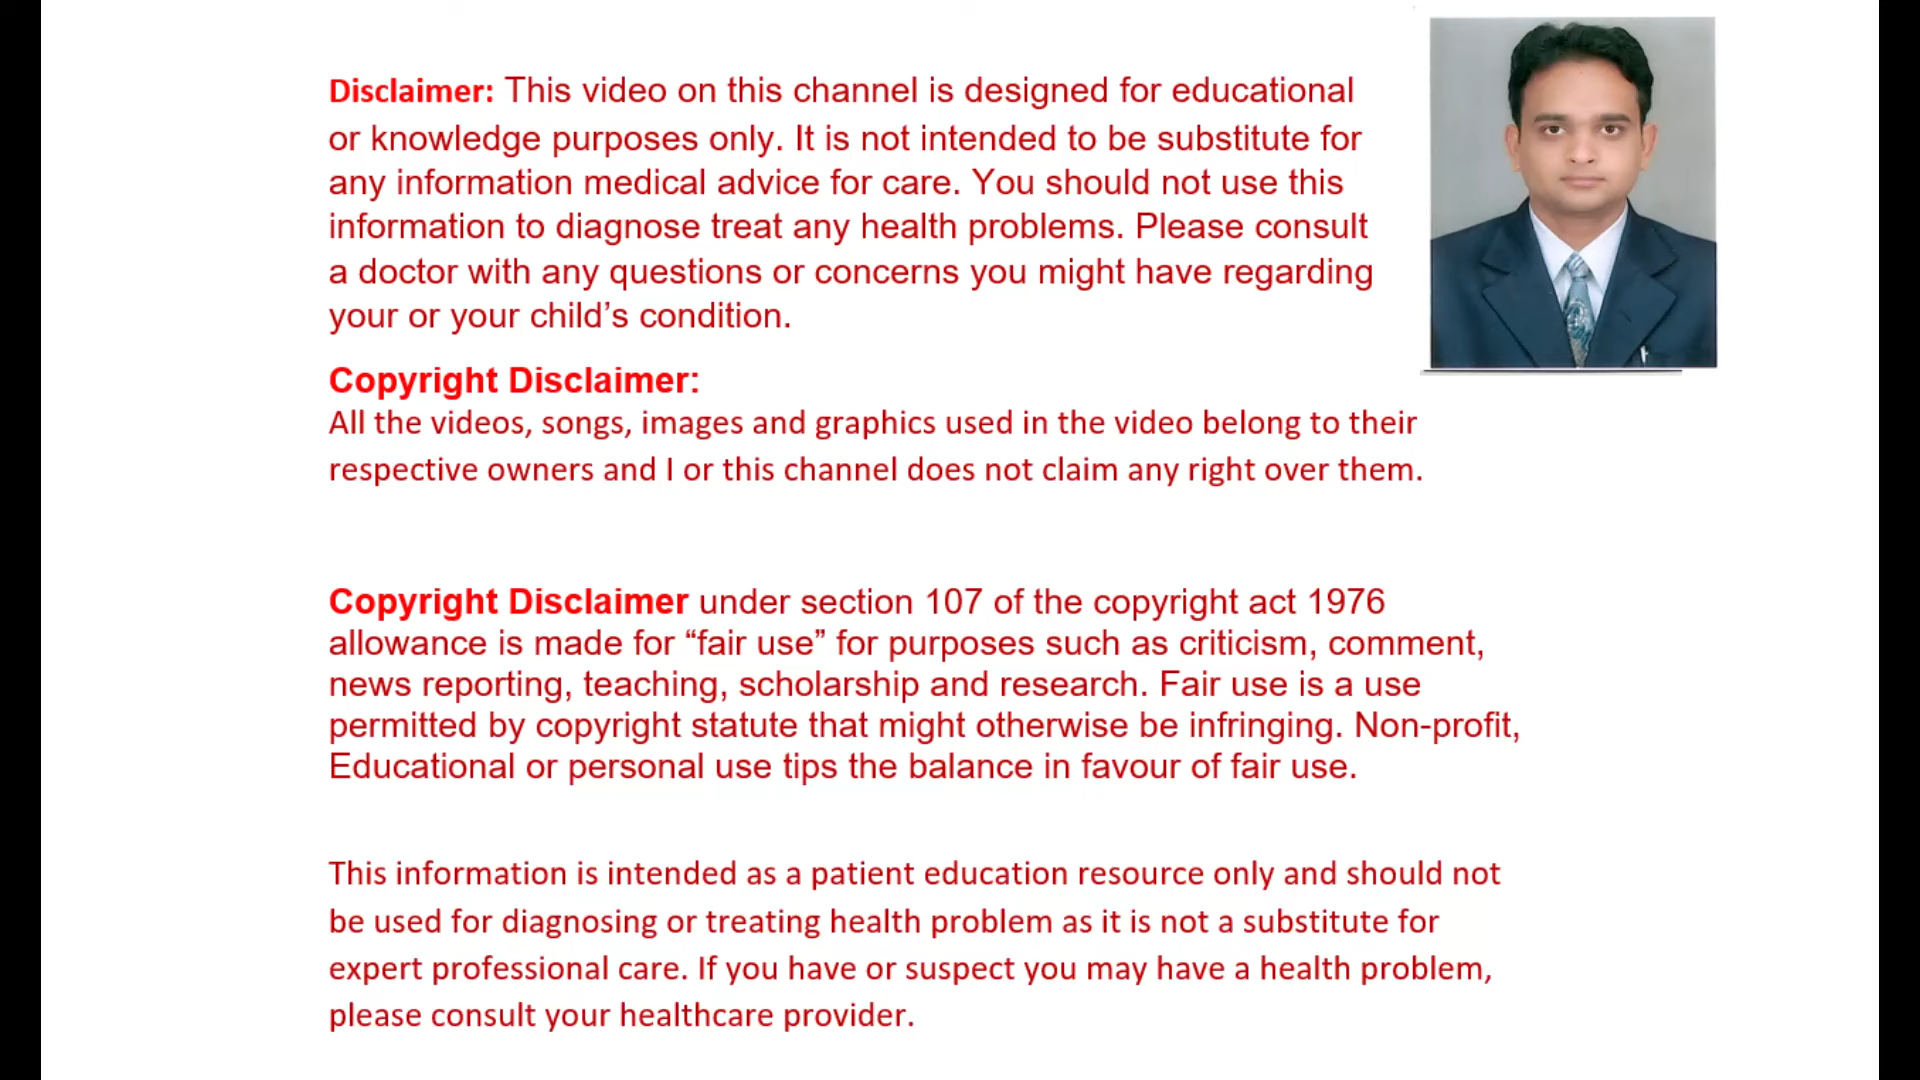 Disclaimer: This video on this channel is designed for educational
or knowledge purposes only. It is not intended to be substitute for
any information medical advice for care. You should not use this
information to diagnose treat any health problems. Please consult
a doctor with any questions or concerns you might have regarding
your or your child’s condition.
Copyright Disclaimer:
All the videos, songs, images and graphics used in the video belong to their
respective owners and I or this channel does not claim any right over them.
Copyright Disclaimer under section 107 of the copyright act 1976
allowance is made for “fair use” for purposes such as criticism, comment,
news reporting, teaching, scholarship and research. Fair use is a use
permitted by copyright statute that might otherwise be infringing. Non-profit,
Educational or personal use tips the balance in favour of fair use.
This information is intended as a patient education resource only and should not
be used for diagnosing or treating health problem as it is not a substitute for
expert professional care. If you have or suspect you may have a health problem,
please consult your healthcare provider.